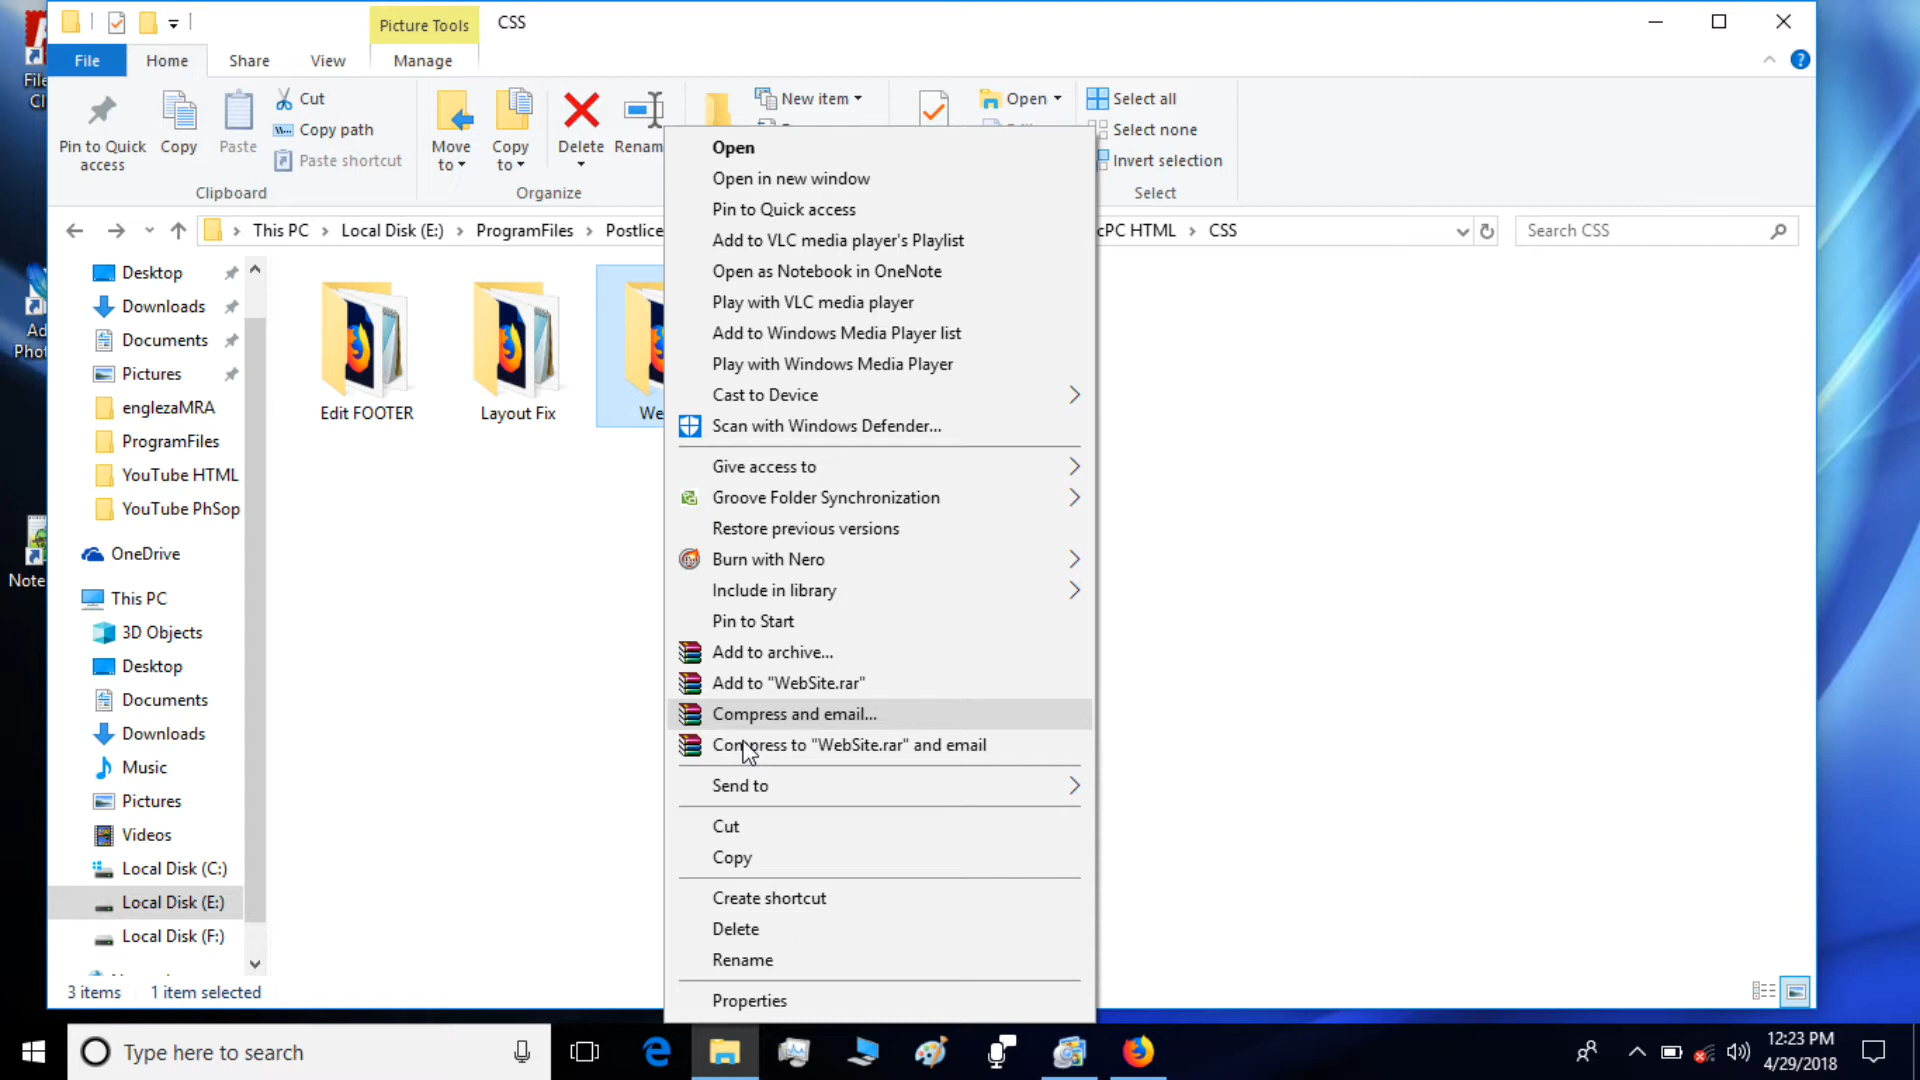 Picture Tools
CSS
File
Home
Share
View
Manage
Pin to Quick access
Copy
Paste
Cut
Copy path
Paste shortcut
Clipboard
Move to
Copy to
Delete
Renam
Organize
New item
Open
Select all
Select none
Invert selection
Select
This PC
Local Disk (E:)
ProgramFiles
Postlice
cPC HTML
CSS
Search CSS
Desktop
Downloads
Documents
Pictures
englezaMRA
ProgramFiles
YouTube HTML
YouTube PhSop
OneDrive
This PC
3D Objects
Desktop
Documents
Downloads
Music
Pictures
Videos
Local Disk (C:)
Local Disk (E:)
Local Disk (F:)
Edit FOOTER
Layout Fix
We
Open
Open in new window
Pin to Quick access
Add to VLC media player's Playlist
Open as Notebook in OneNote
Play with VLC media player
Add to Windows Media Player list
Play with Windows Media Player
Cast to Device
Scan with Windows Defender...
Give access to
Groove Folder Synchronization
Restore previous versions
Burn with Nero
Include in library
Pin to Start
Add to archive...
Add to "WebSite.rar"
Compress and email...
Compress to "WebSite.rar" and email
Send to
Cut
Copy
Create shortcut
Delete
Rename
Properties
3 items
1 item selected
File
Cl
Ad
Phot
Note
Type here to search
12:23 PM
4/29/2018